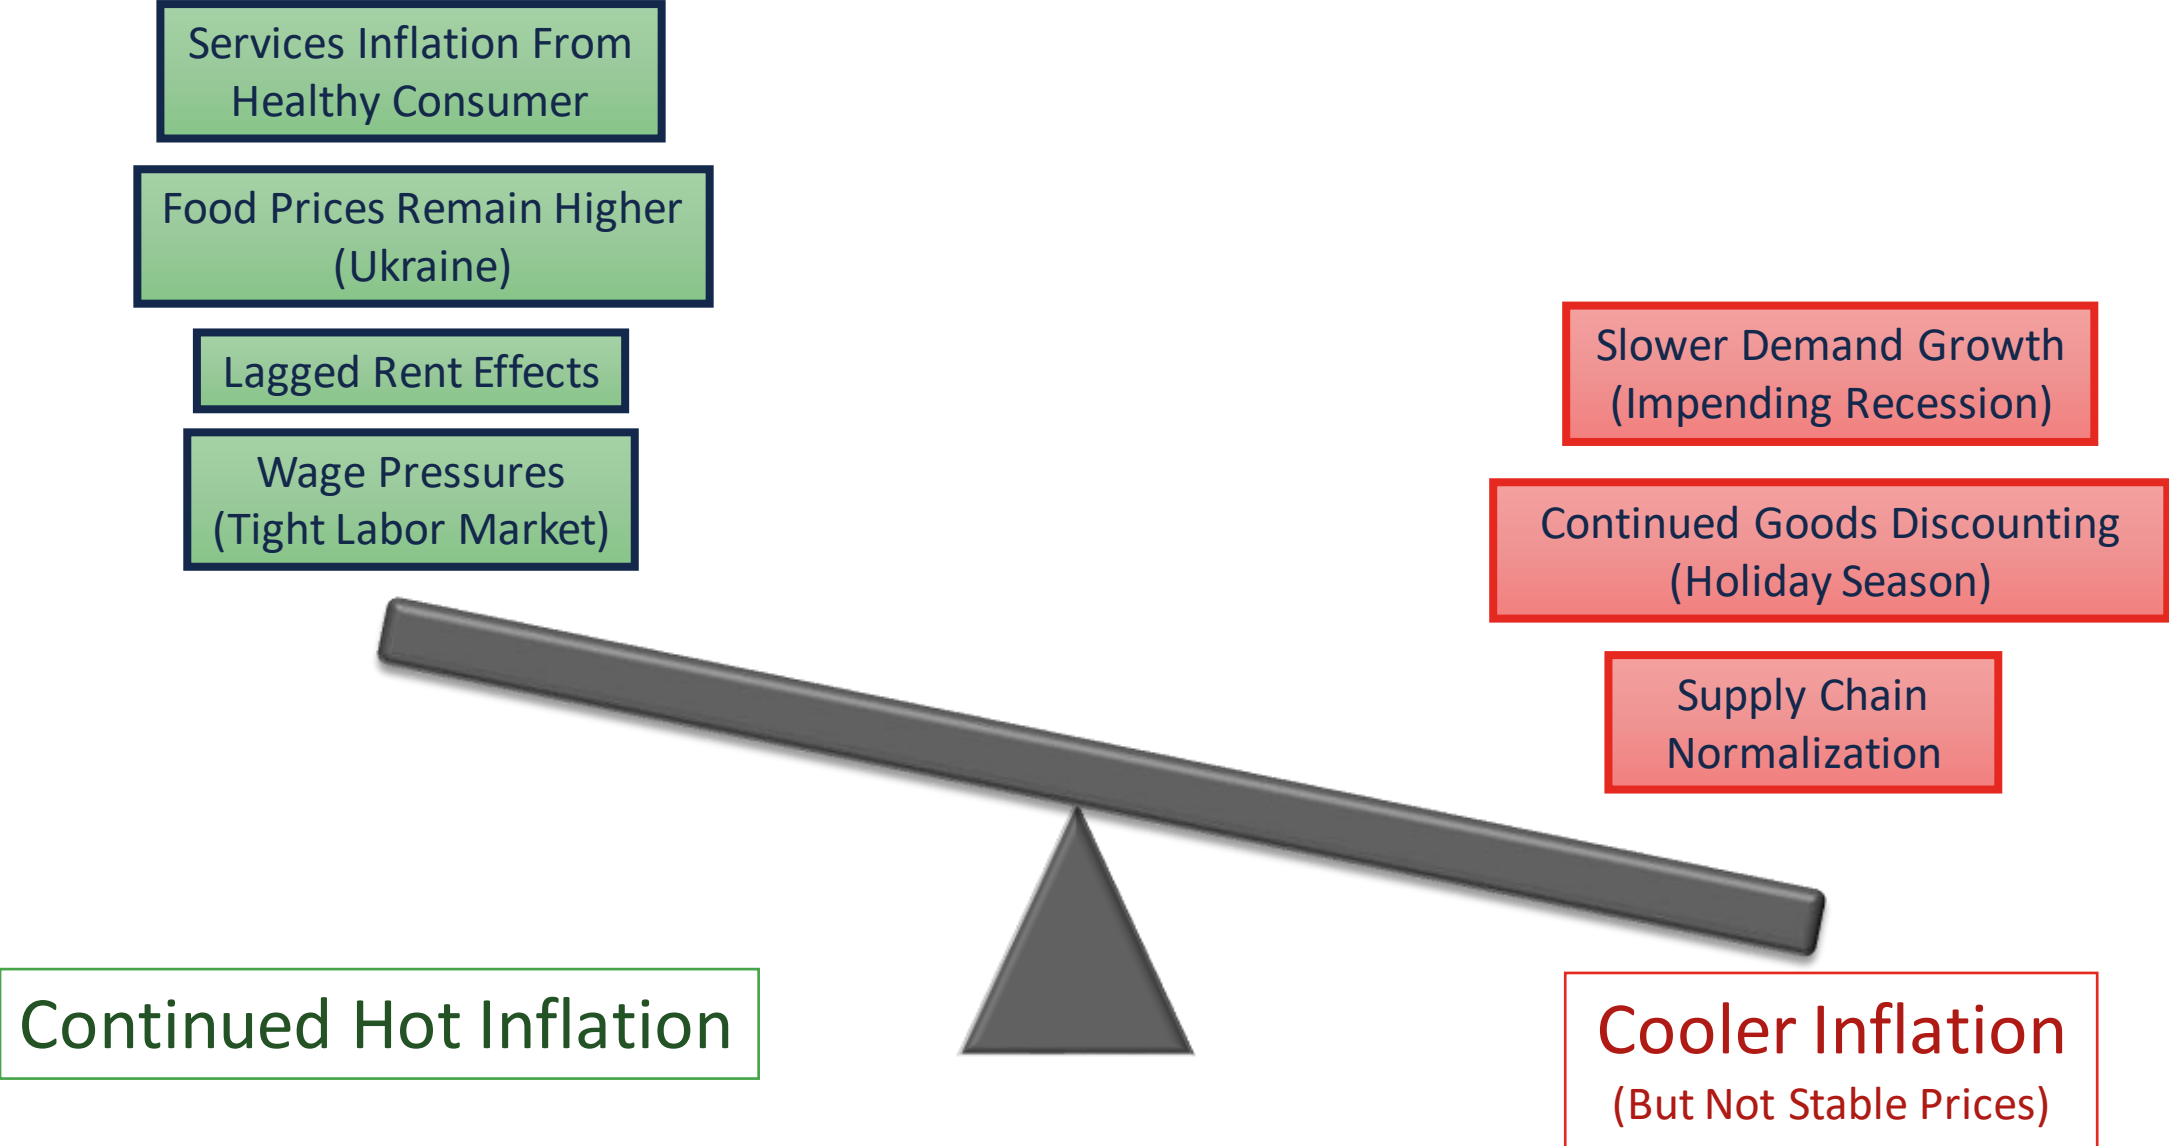 Services Inflation From
Healthy Consumer
Food Prices Remain Higher
(Ukraine)
Lagged Rent Effects
Wage Pressures
(Tight Labor Market)
Slower Demand Growth
(Impending Recession)
Continued Goods Discounting
(Holiday Season)
Supply Chain
Normalization
Continued Hot Inflation
Cooler Inflation
(But Not Stable Prices)